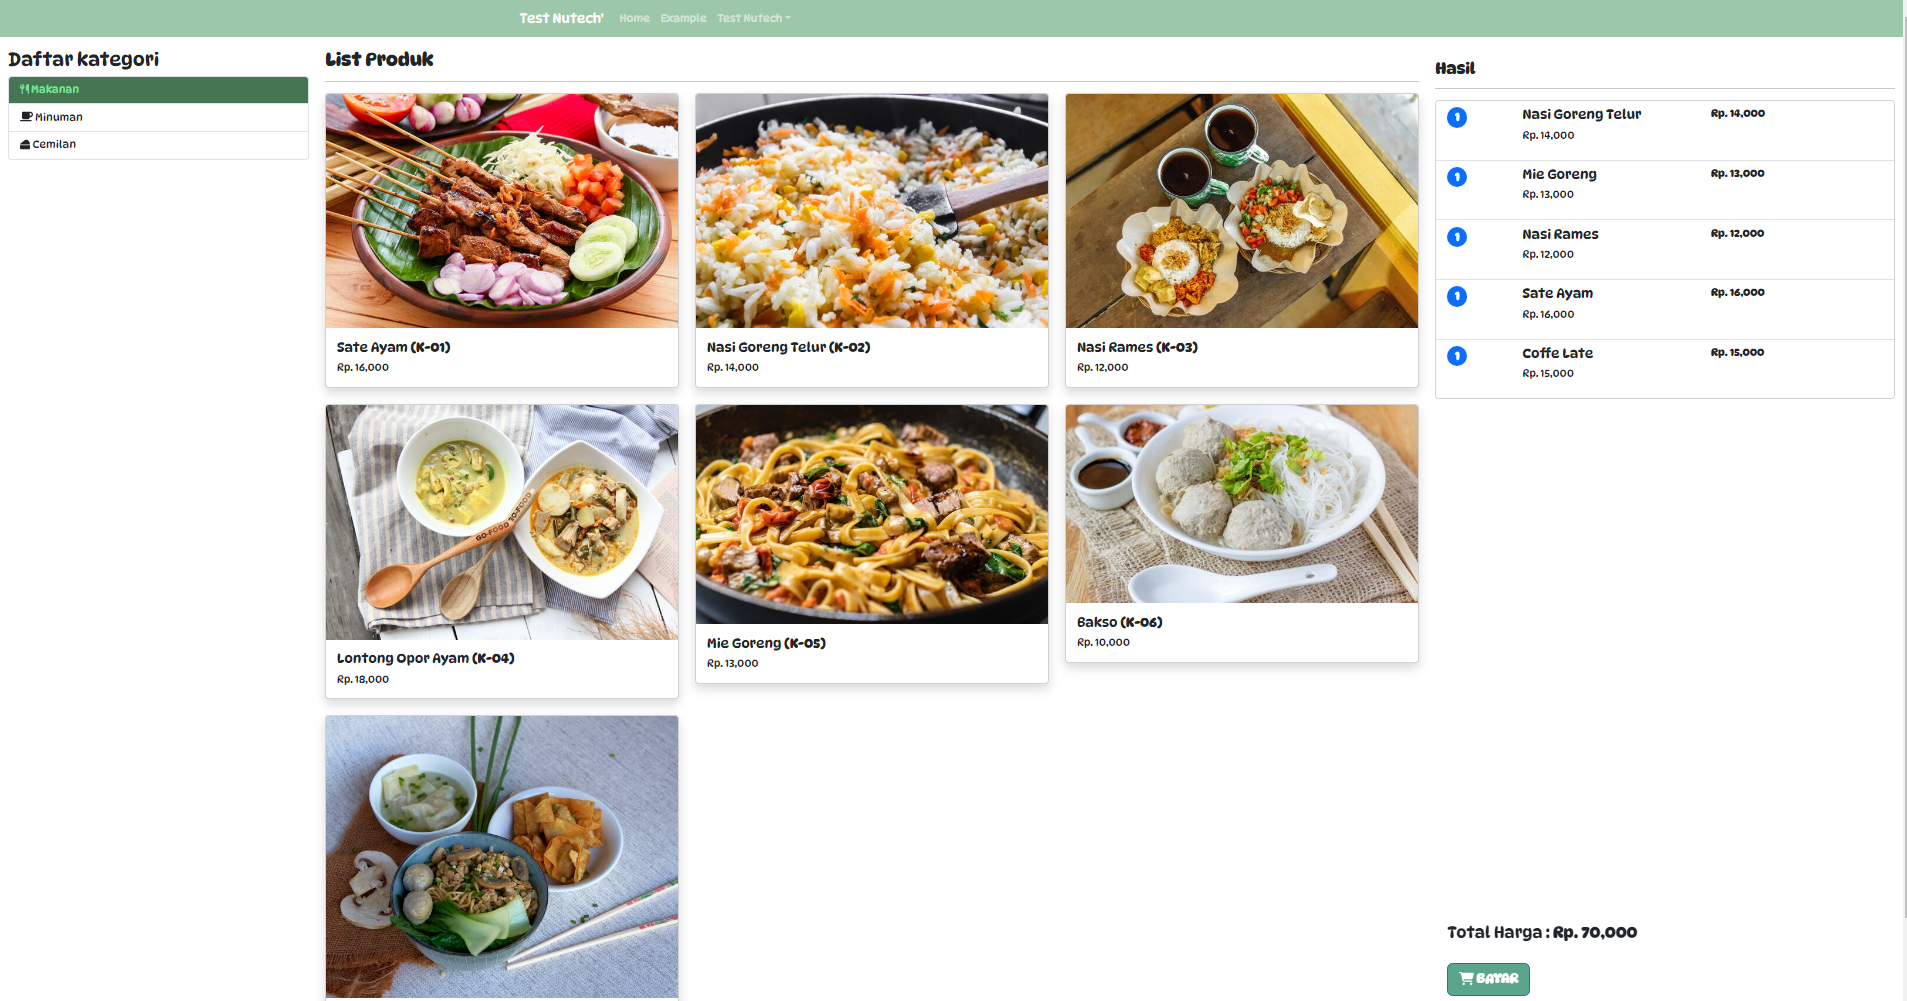 Test Nutech' Home Example Test Nutech
Daftar kategori
Makanan
Minuman
Cemilan
List Produk
Sate Ayam (K-01)
Rp. 16,000
Nasi Goreng Telur (K-02)
Rp. 14,000
Nasi Rames (K-03)
Rp. 12,000
GO-FOOD GO-FOOD
Lontong Opor Ayam (K-04)
Rp. 18,000
Mie Goreng (K-05)
Rp. 13,000
Bakso (K-06)
Rp. 10,000
Hasil
1 Nasi Goreng Telur Rp. 14,000
Rp. 14,000
1 Mie Goreng Rp. 13,000
Rp. 13,000
1 Nasi Rames Rp. 12,000
Rp. 12,000
1 Sate Ayam Rp. 16,000
Rp. 16,000
1 Coffe Late Rp. 15,000
Rp. 15,000
Total Harga : Rp. 70,000
BAYAR